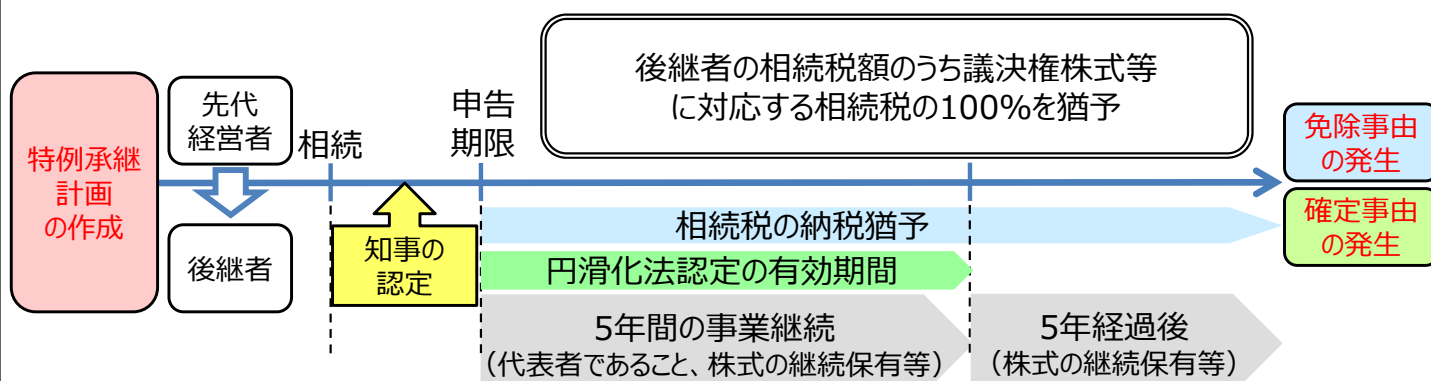 特例承継
計画
の作成
先代
経営者
後継者
相続
知事の
認定
申告
期限
後継者の相続税額のうち議決権株式等
に対応する相続税の100%を猶予
相続税の納税猶予
円滑化法認定の有効期間
5年間の事業継続
（代表者であること、株式の継続保有等）
5年経過後
（株式の継続保有等）
免除事由
の発生
確定事由
の発生